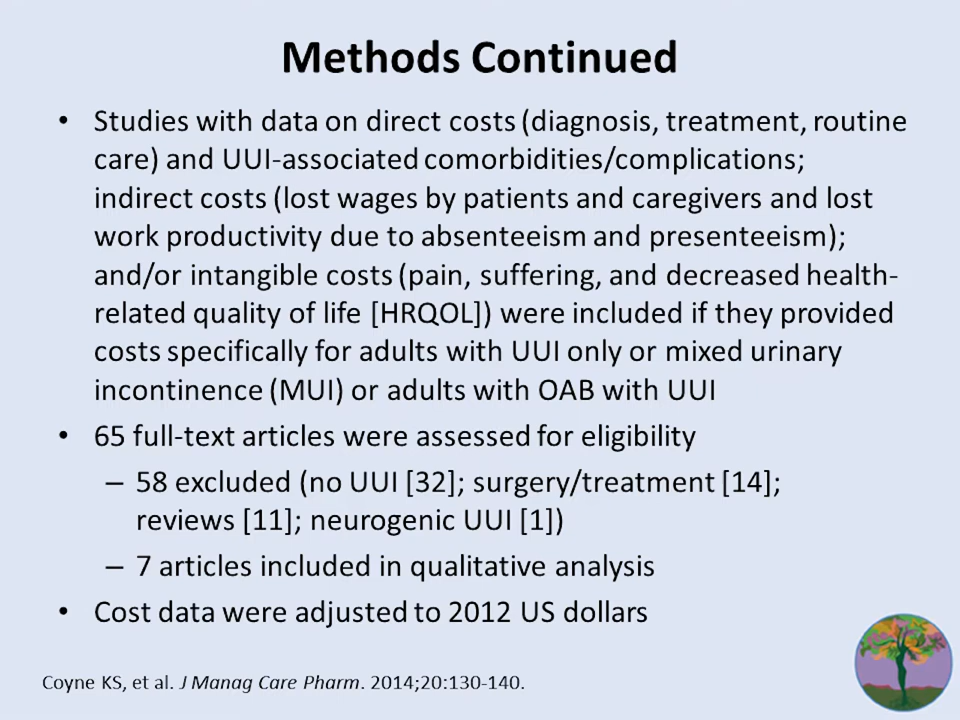 Methods Continued
• Studies with data on direct costs (diagnosis, treatment, routine
care) and UUI-associated comorbidities/complications;
indirect costs (lost wages by patients and caregivers and lost
work productivity due to absenteeism and presenteeism);
and/or intangible costs (pain, suffering, and decreased health-
related quality of life [HRQOL]) were included if they provided
costs specifically for adults with UUI only or mixed urinary
incontinence (MUI) or adults with OAB with UUI
• 65 full-text articles were assessed for eligibility
– 58 excluded (no UUI [32]; surgery/treatment [14];
reviews [11]; neurogenic UUI [1])
– 7 articles included in qualitative analysis
• Cost data were adjusted to 2012 US dollars
Coyne KS, et al. J Manag Care Pharm. 2014;20:130-140.